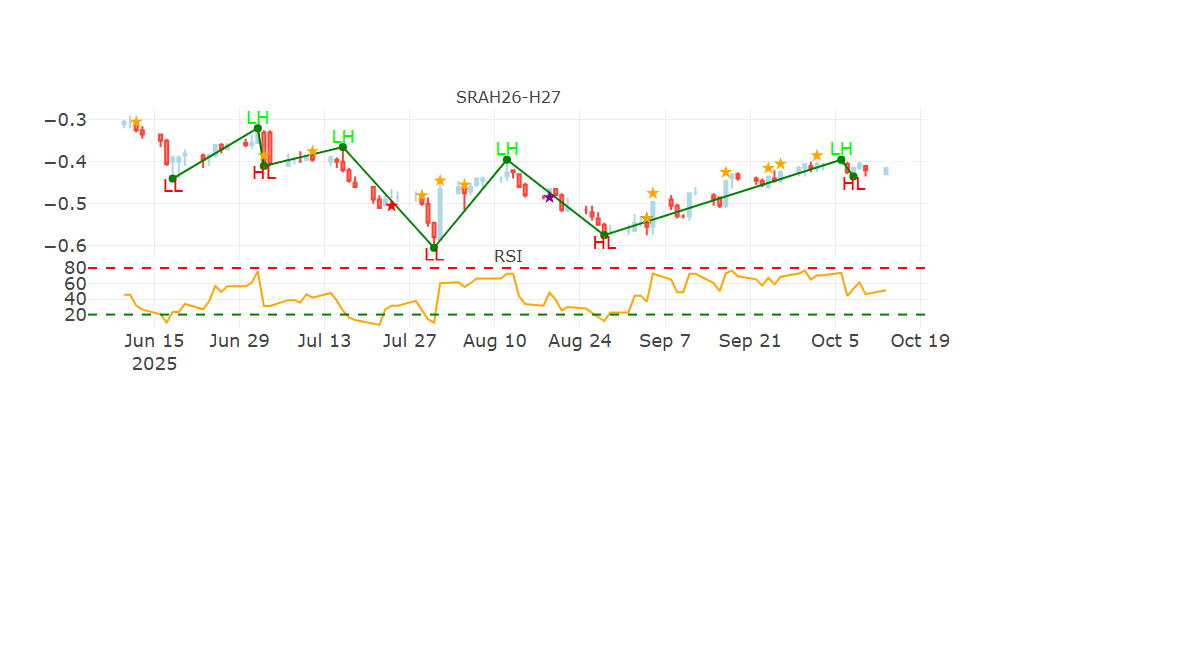 SRAH26-H27
−0.3
−0.4
−0.5
−0.6
LL
LH
HL
LH
LL
LH
HL
LH
HL
RSI
80
60
40
20
Jun 15
2025
Jun 29
Jul 13
Jul 27
Aug 10
Aug 24
Sep 7
Sep 21
Oct 5
Oct 19